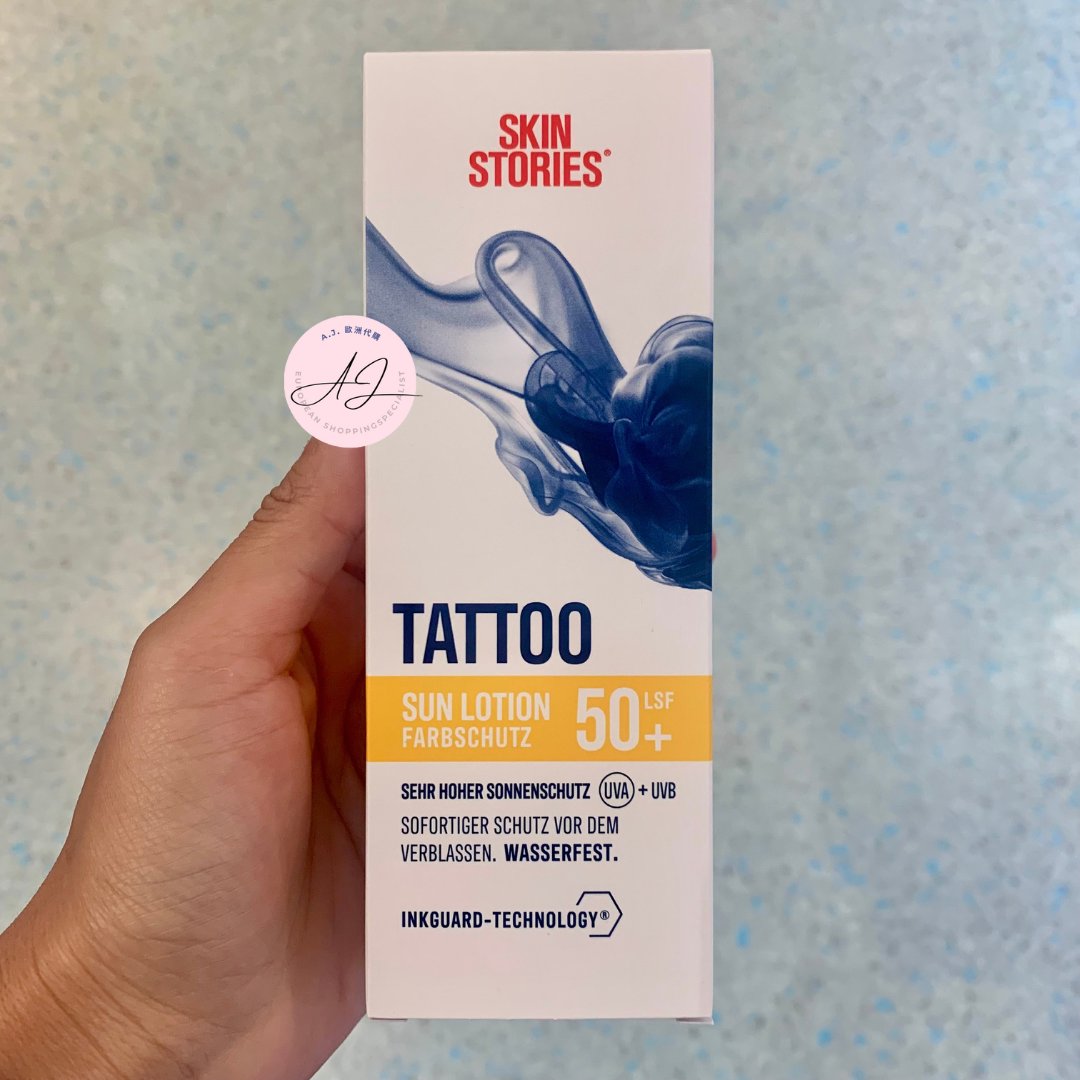 SKIN
STORIES®
A.J. 歐洲代購
AJ
EUROPEAN SHOPPINGSPECIALIST
TATTOO
SUN LOTION
FARBSCHUTZ
50+ LSF
SEHR HOHER SONNENSCHUTZ UVA + UVB
SOFORTIGER SCHUTZ VOR DEM
VERBLASSEN. WASSERFEST.
INKGUARD-TECHNOLOGY®